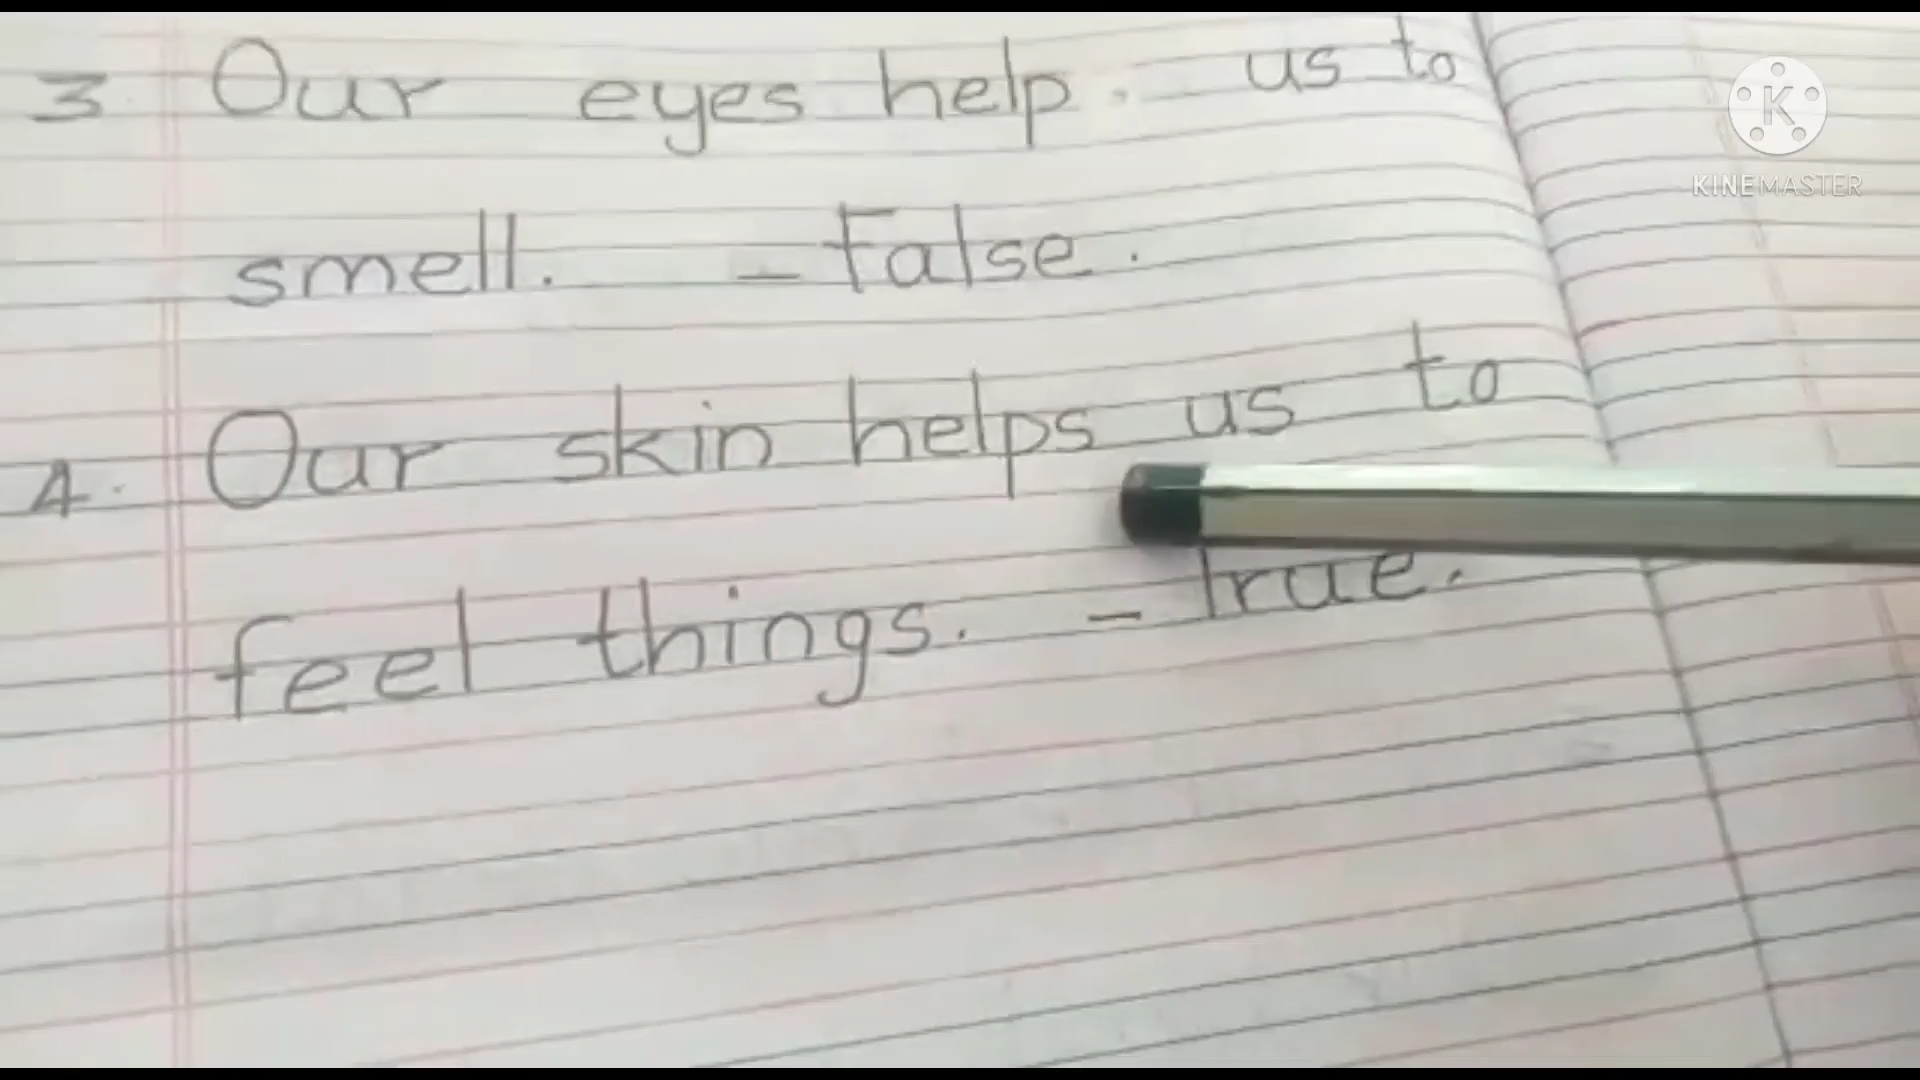 3. Our eyes help. us to
smell. - False.
4. Our skin helps us to
feel things. - True.
K
KINEMASTER